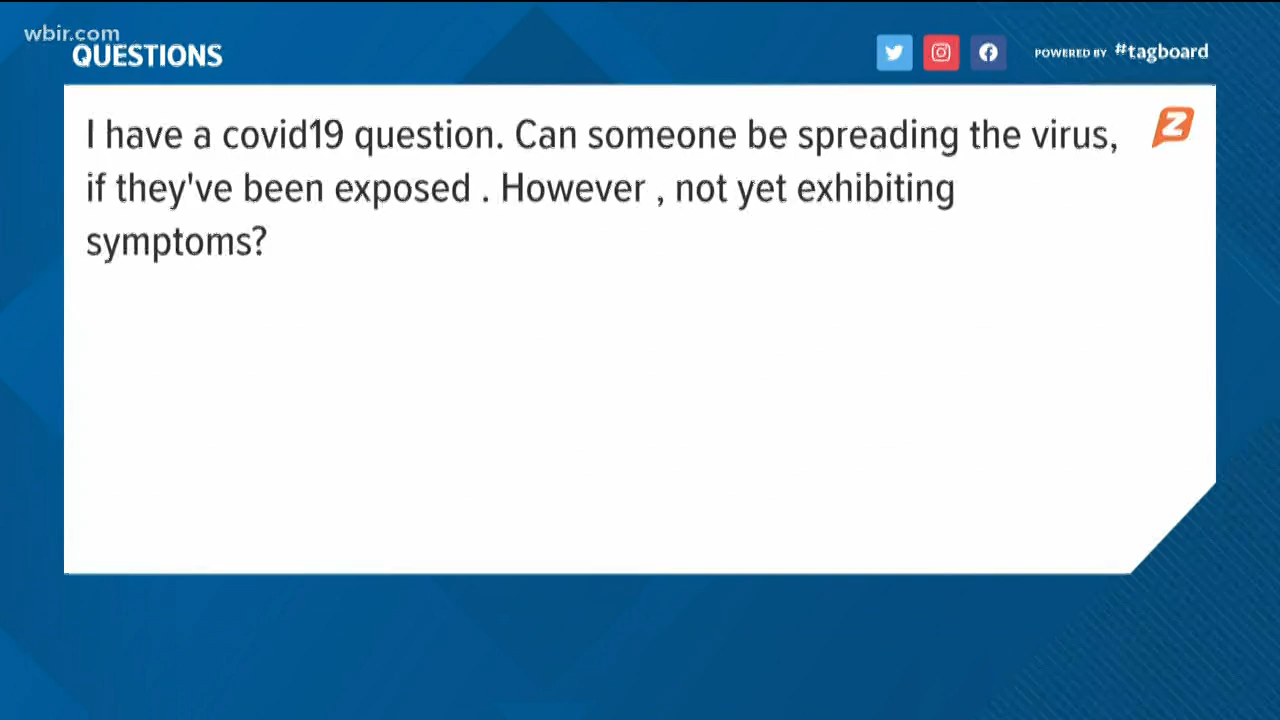 wbir.com
QUESTIONS
POWERED BY #tagboard
I have a covid19 question. Can someone be spreading the virus,
if they've been exposed . However , not yet exhibiting
symptoms?
Z